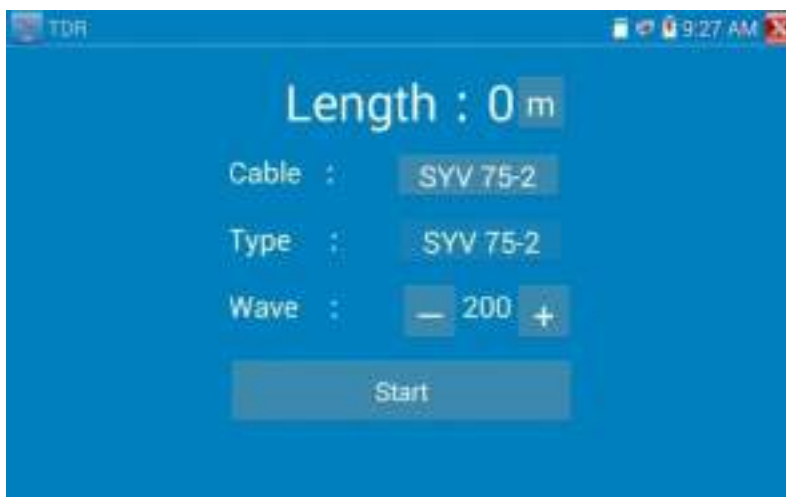 TDR 9:27 AM
Length : 0 m
Cable : SYV 75-2
Type : SYV 75-2
Wave : – 200 +
Start